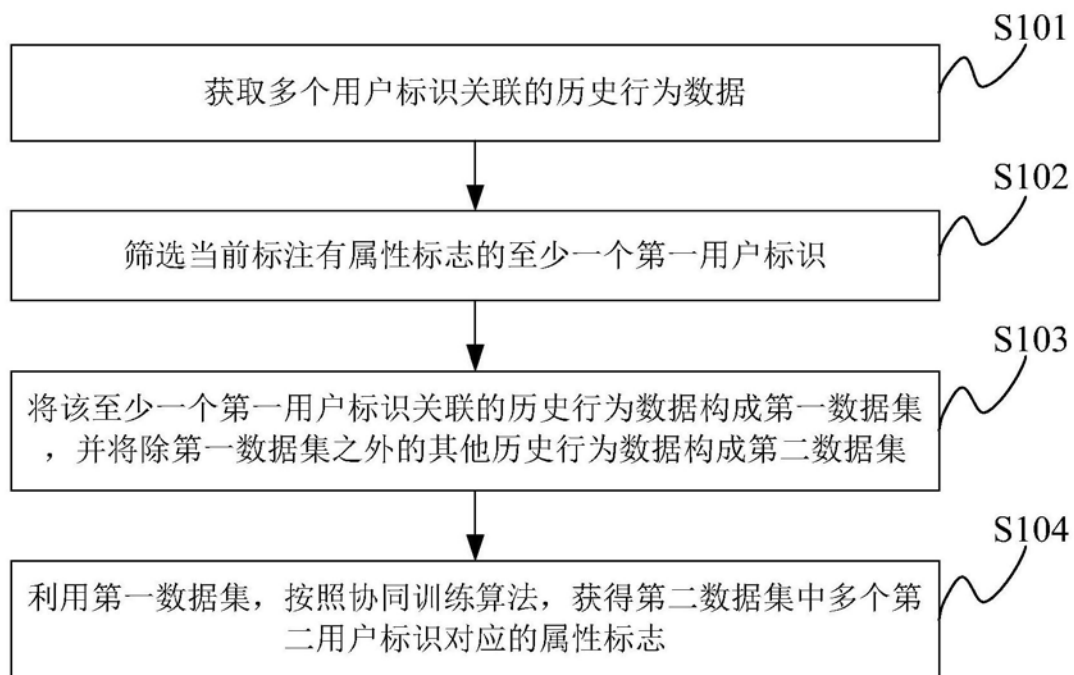 S101
获取多个用户标识关联的历史行为数据
S102
筛选当前标注有属性标志的至少一个第一用户标识
S103
将该至少一个第一用户标识关联的历史行为数据构成第一数据集
，并将除第一数据集之外的其他历史行为数据构成第二数据集
S104
利用第一数据集，按照协同训练算法，获得第二数据集中多个第
二用户标识对应的属性标志